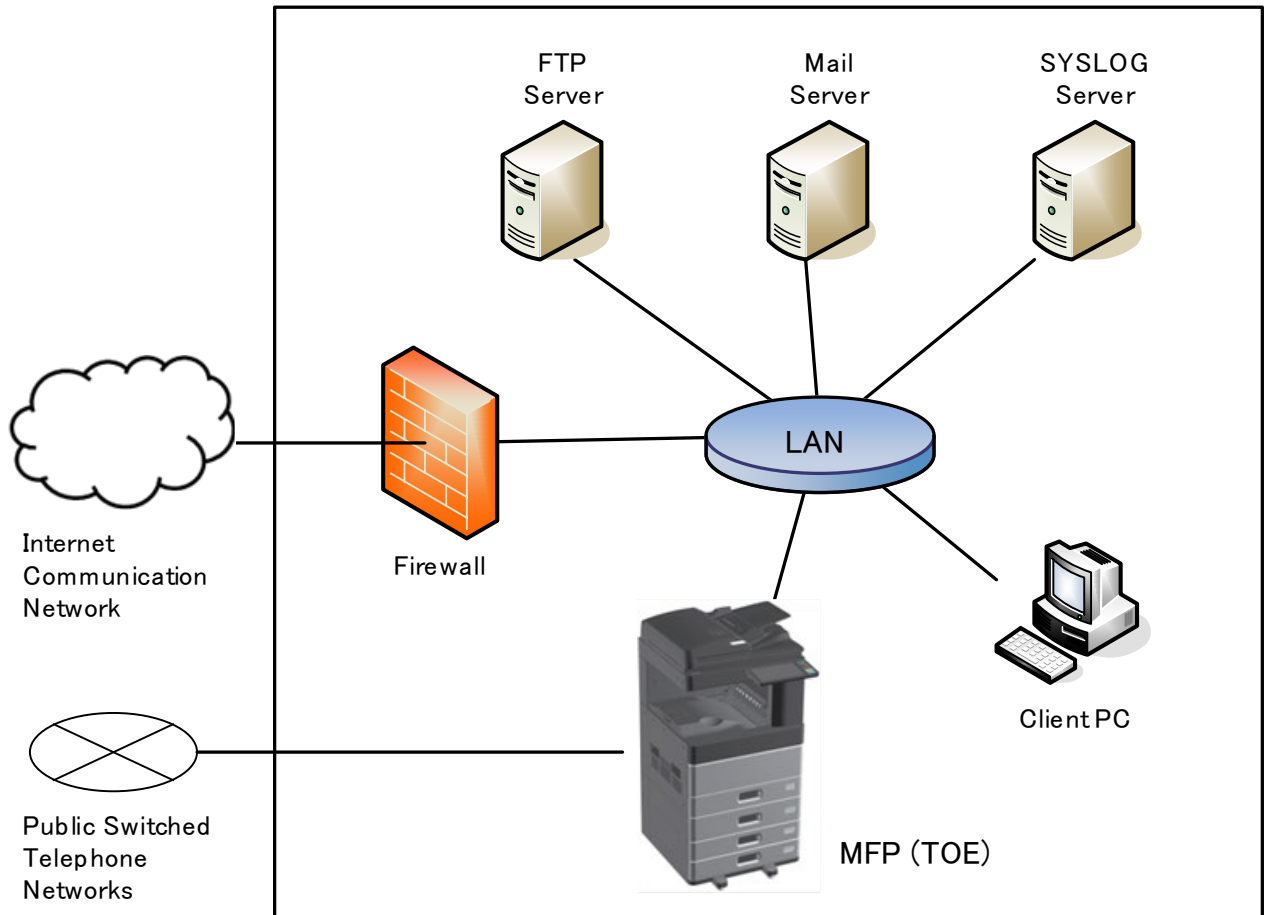 FTP
Server
Mail
Server
SYSLOG
Server
LAN
Internet
Communication
Network
Firewall
Client PC
Public Switched
Telephone
Networks
MFP (TOE)